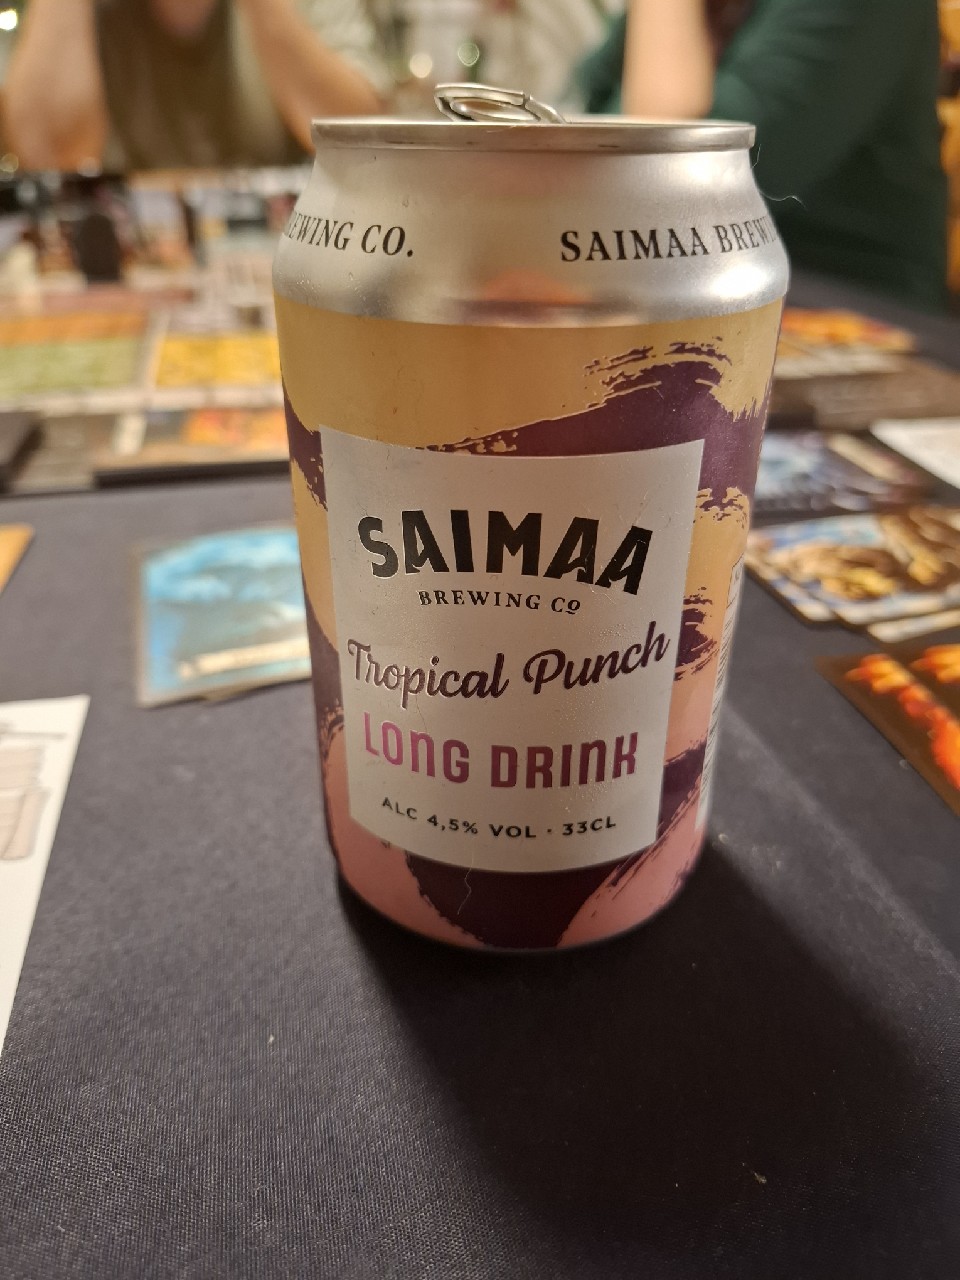 EWING CO.
SAIMAA BREW
SAIMAA
BREWING Co
Tropical Punch
LONG DRINK
ALC 4,5% VOL · 33CL